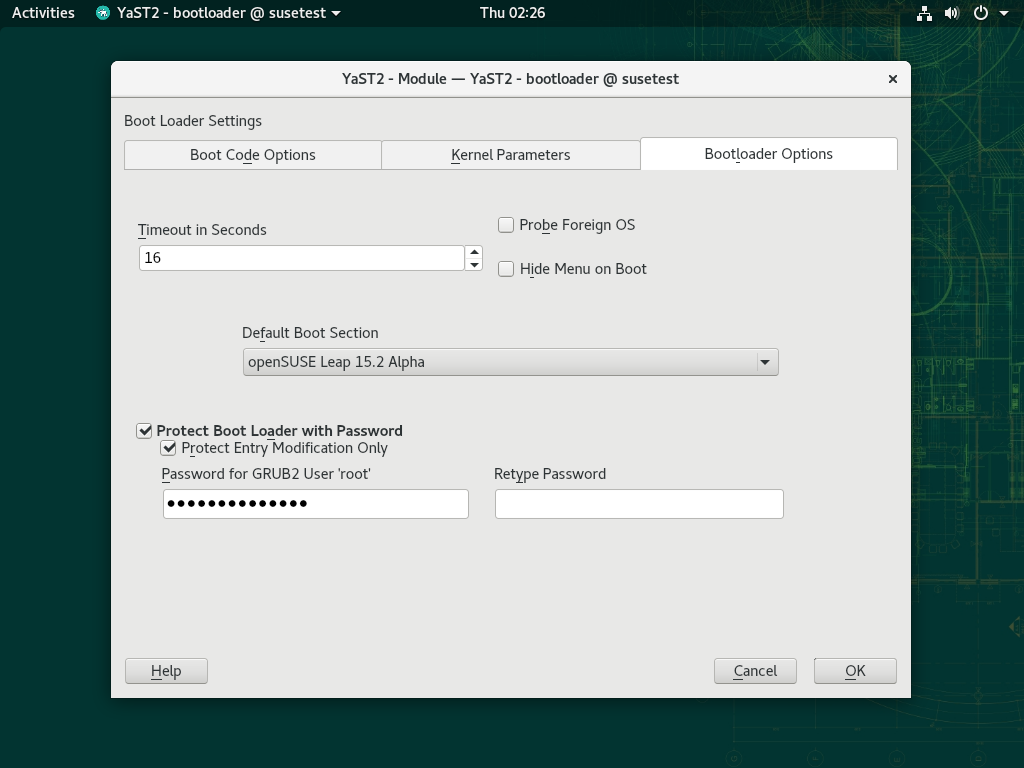 Activities YaST2 - bootloader @ susetest Thu 02:26
YaST2 - Module — YaST2 - bootloader @ susetest
Boot Loader Settings
Boot Code Options Kernel Parameters Bootloader Options
Probe Foreign OS
Timeout in Seconds
16
Hide Menu on Boot
Default Boot Section
openSUSE Leap 15.2 Alpha
Protect Boot Loader with Password
Protect Entry Modification Only
Password for GRUB2 User 'root' Retype Password
●●●●●●●●●●●●●●
Help Cancel OK